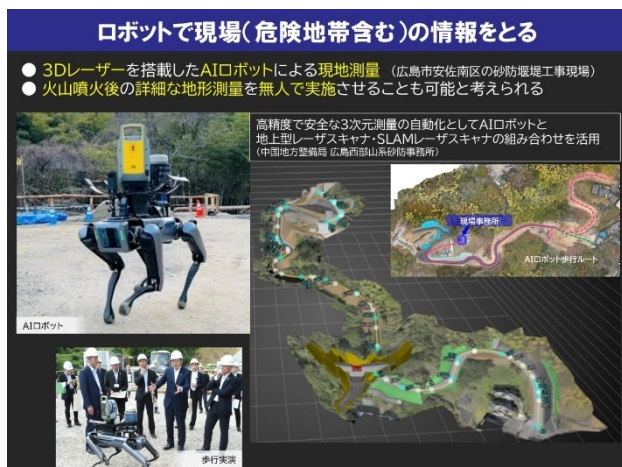 ロボットで現場(危険地帯含む)の情報をとる
● 3Dレーザーを搭載したAIロボットによる現地測量 (広島市安佐南区の砂防堰堤工事現場)
● 火山噴火後の詳細な地形測量を無人で実施させることも可能と考えられる
高精度で安全な3次元測量の自動化としてAIロボットと
地上型レーザスキャナ・SLAMレーザスキャナの組み合わせを活用
(中国地方整備局 広島西部山系砂防事務所)
現場事務所
AIロボット歩行ルート
AIロボット
歩行実演